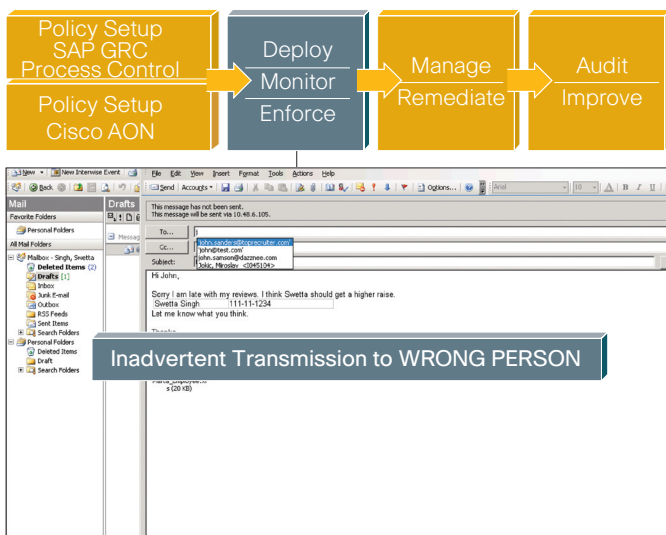 Policy Setup
SAP GRC
Process Control
Policy Setup
Cisco AON
Deploy
Monitor
Enforce
Manage
Remediate
Audit
Improve
New
New Interwise Event
File Edit View Insert Format Tools Actions Help
Back
Send Accounts
Options...
Arial
10
A B I U
Mail
Favorite Folders
Personal Folders
All Mail Folders
Mailbox - Singh, Swetta
Deleted Items (2)
Drafts [1]
Inbox
Junk E-mail
Outbox
RSS Feeds
Sent Items
Search Folders
Personal Folders
Deleted Items
Draft
Search Folders
Drafts
Messag
This message has not been sent.
This message will be sent via 10.48.6.105.
To... j
Cc...
Subject:
'john.sanders@toprecruiter.com'
'john@test.com'
john.samson@dazznee.com
Jokic, Miroslav <I045104>
Hi John,
Sorry I am late with my reviews. I think Swetta should get a higher raise.
Swetta Singh 111-11-1234
Let me know what you think.
Thanks
Inadvertent Transmission to WRONG PERSON
s (20 KB)